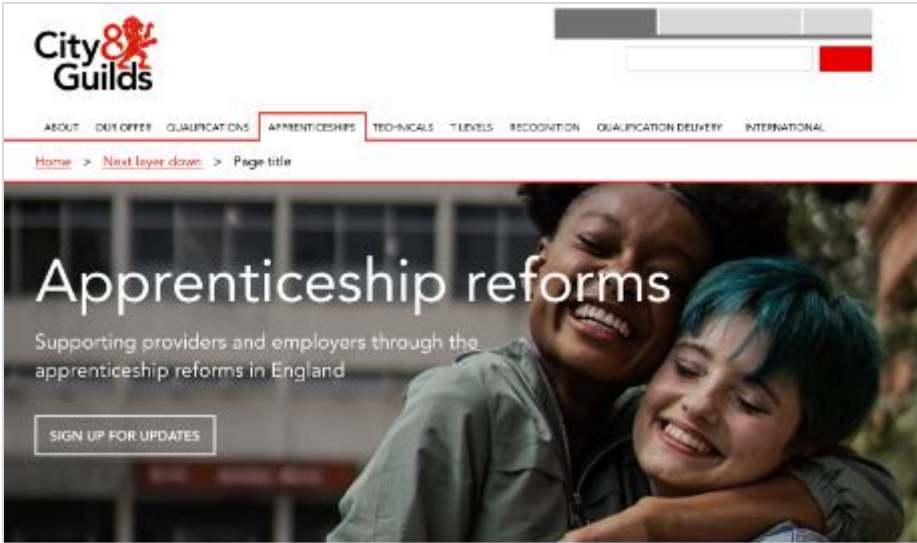 City&
Guilds
ABOUT OUR OFFER QUALIFICATIONS APPRENTICESHIPS TECHNICALS T LEVELS RECOGNITION QUALIFICATION DELIVERY INTERNATIONAL
Home > Next layer down > Page title
Apprenticeship reforms
Supporting providers and employers through the
apprenticeship reforms in England
SIGN UP FOR UPDATES